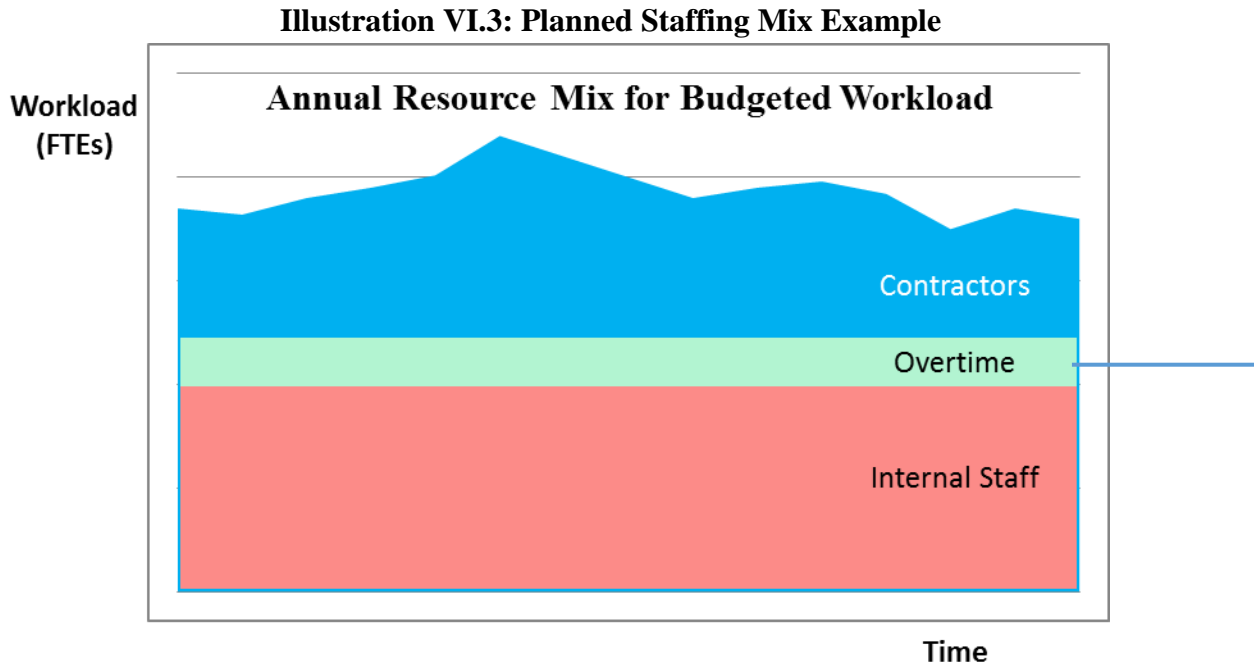 Illustration VI.3: Planned Staffing Mix Example
Workload
(FTEs)
Annual Resource Mix for Budgeted Workload
Contractors
Overtime
Internal Staff
Time